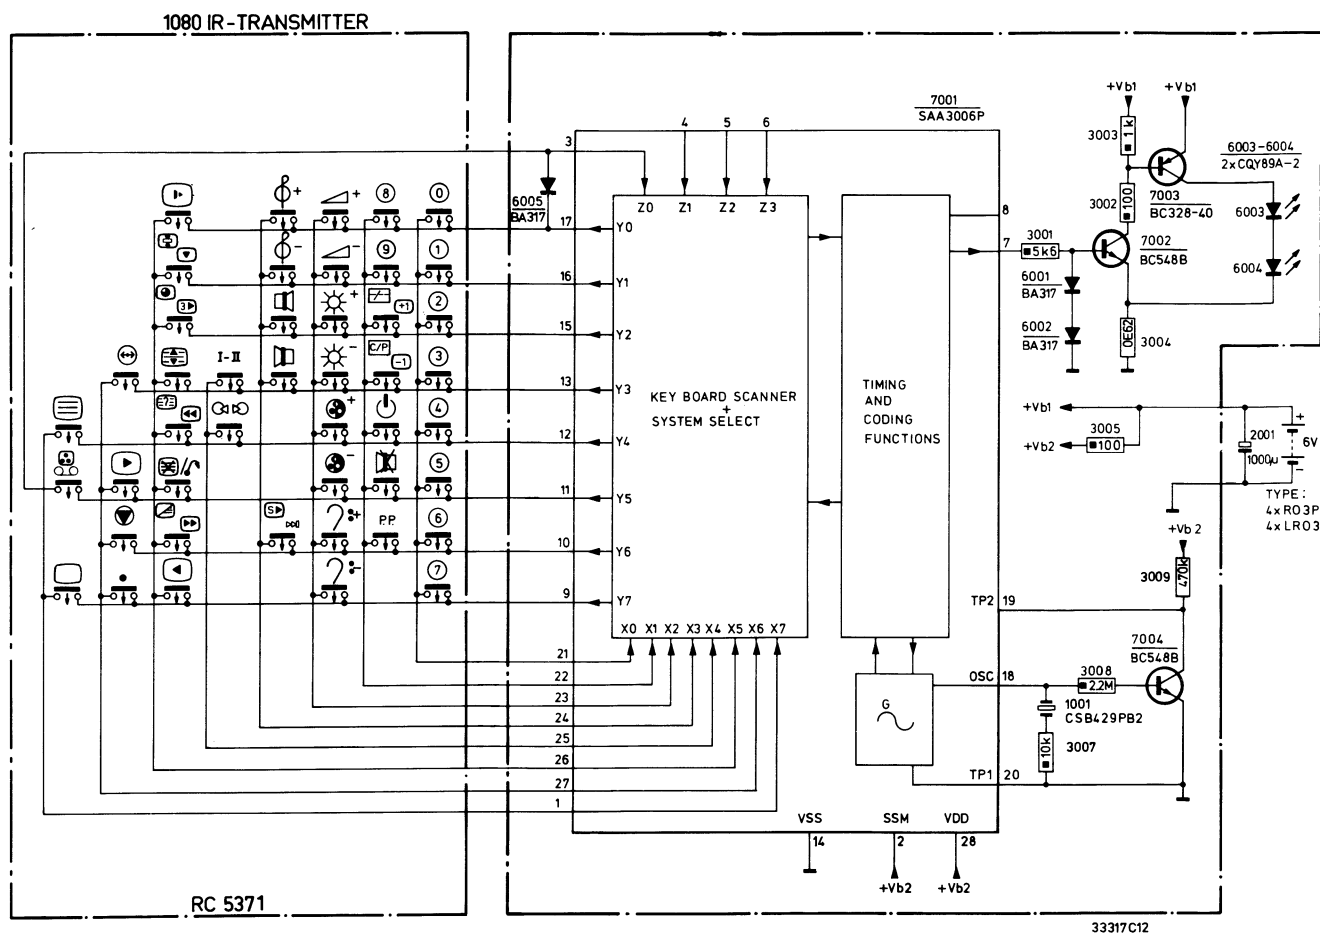 1080 IR-TRANSMITTER
7001
SAA3006P
+Vb1
+Vb1
3003
1k
6003-6004
2xCQY89A-2
3
4
5
6
6005
BA317
Z0
Z1
Z2
Z3
3002
100
7003
BC328-40
6003
+
+
8
0
17
Y0
8
7
3001
5k6
7002
BC548B
6004
-
-
9
1
16
Y1
6001
BA317
3
+
+1
2
15
Y2
6002
BA317
0E62
3004
I-II
-
C/P
-1
3
13
Y3
KEY BOARD SCANNER
+
SYSTEM SELECT
TIMING
AND
CODING
FUNCTIONS
?
+
4
12
Y4
+Vb1
+Vb2
3005
100
2001
1000µ
+
6V
-
-
5
11
Y5
TYPE:
4xR03P
4xLR03
S
+
P.P.
6
10
Y6
+Vb2
3009
470k
-
7
9
Y7
TP2
19
X0 X1 X2 X3 X4 X5 X6 X7
7004
BC548B
21
22
23
24
25
26
27
1
OSC
18
3008
2.2M
G
1001
CSB429PB2
10k
3007
TP1
20
VSS
SSM
VDD
14
2
28
+Vb2
+Vb2
RC 5371
33317C12